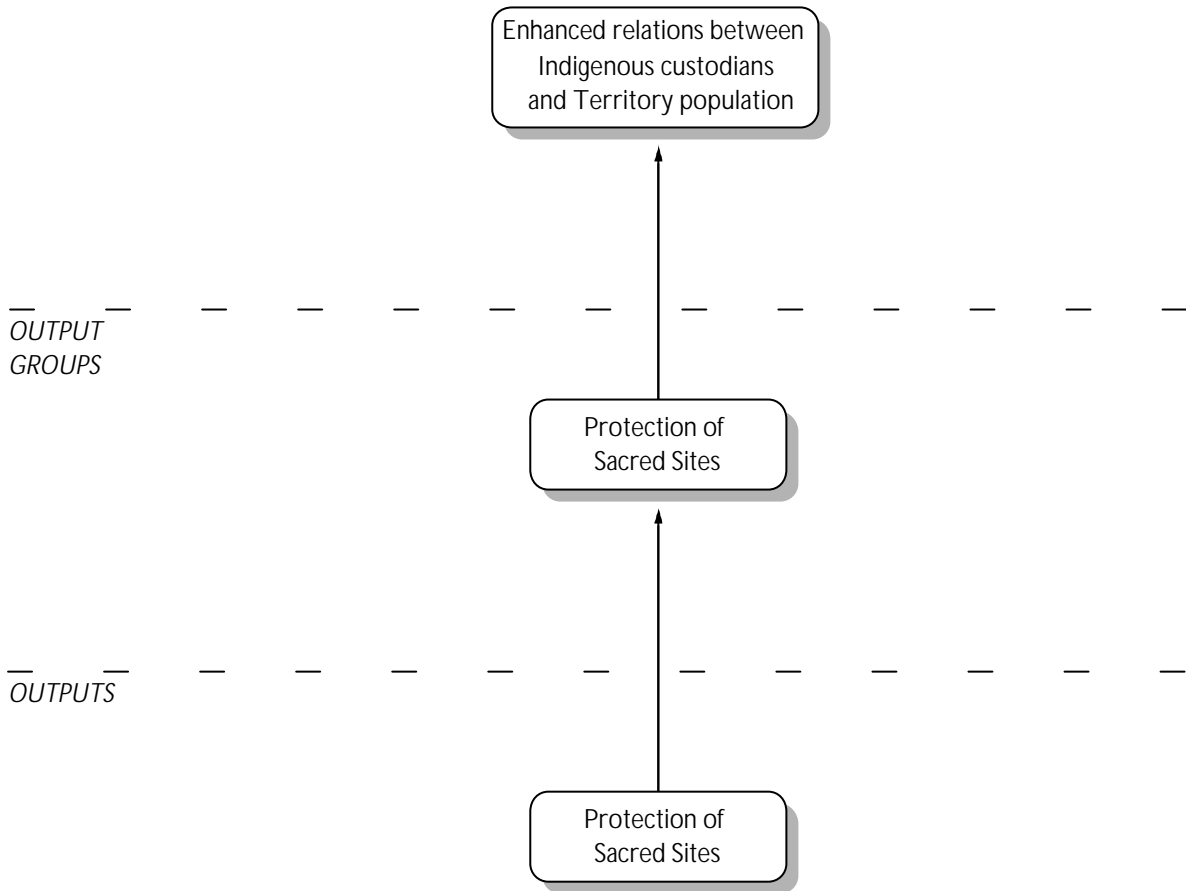 Enhanced relations between
Indigenous custodians
and Territory population
OUTPUT
GROUPS
Protection of
Sacred Sites
OUTPUTS
Protection of
Sacred Sites